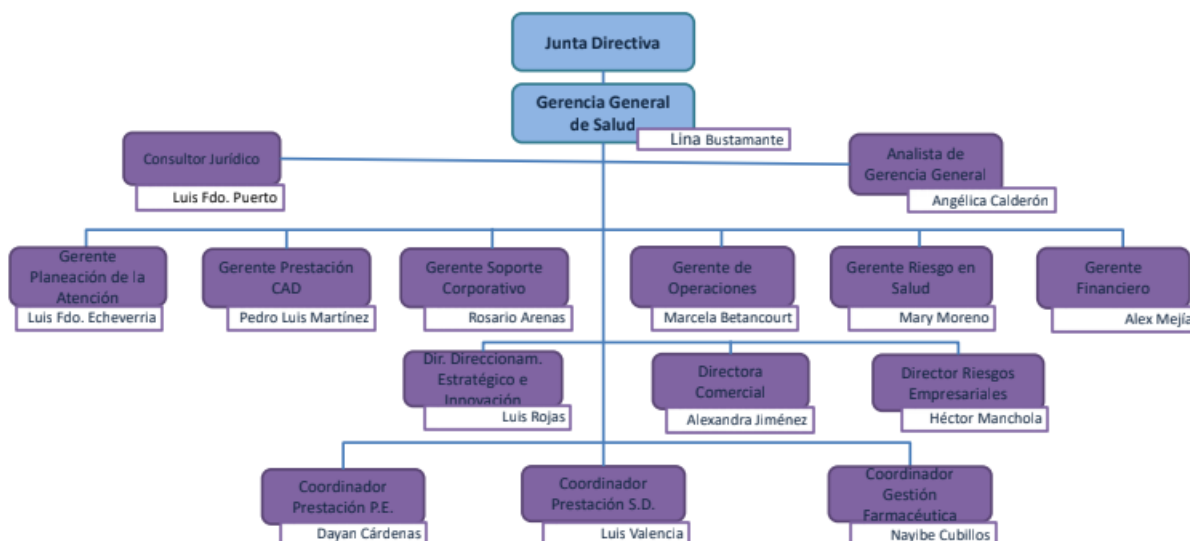 Junta Directiva
Gerencia General
de Salud
Lina Bustamante
Consultor Jurídico
Luis Fdo. Puerto
Analista de
Gerencia General
Angélica Calderón
Gerente
Planeación de la
Atención
Luis Fdo. Echeverria
Gerente Prestación
CAD
Pedro Luis Martínez
Gerente Soporte
Corporativo
Rosario Arenas
Gerente de
Operaciones
Marcela Betancourt
Gerente Riesgo en
Salud
Mary Moreno
Gerente
Financiero
Alex Mejía
Dir. Direccionam.
Estratégico e
Innovación
Luis Rojas
Directora
Comercial
Alexandra Jiménez
Director Riesgos
Empresariales
Héctor Manchola
Coordinador
Prestación P.E.
Dayan Cárdenas
Coordinador
Prestación S.D.
Luis Valencia
Coordinador
Gestión
Farmacéutica
Nayibe Cubillos